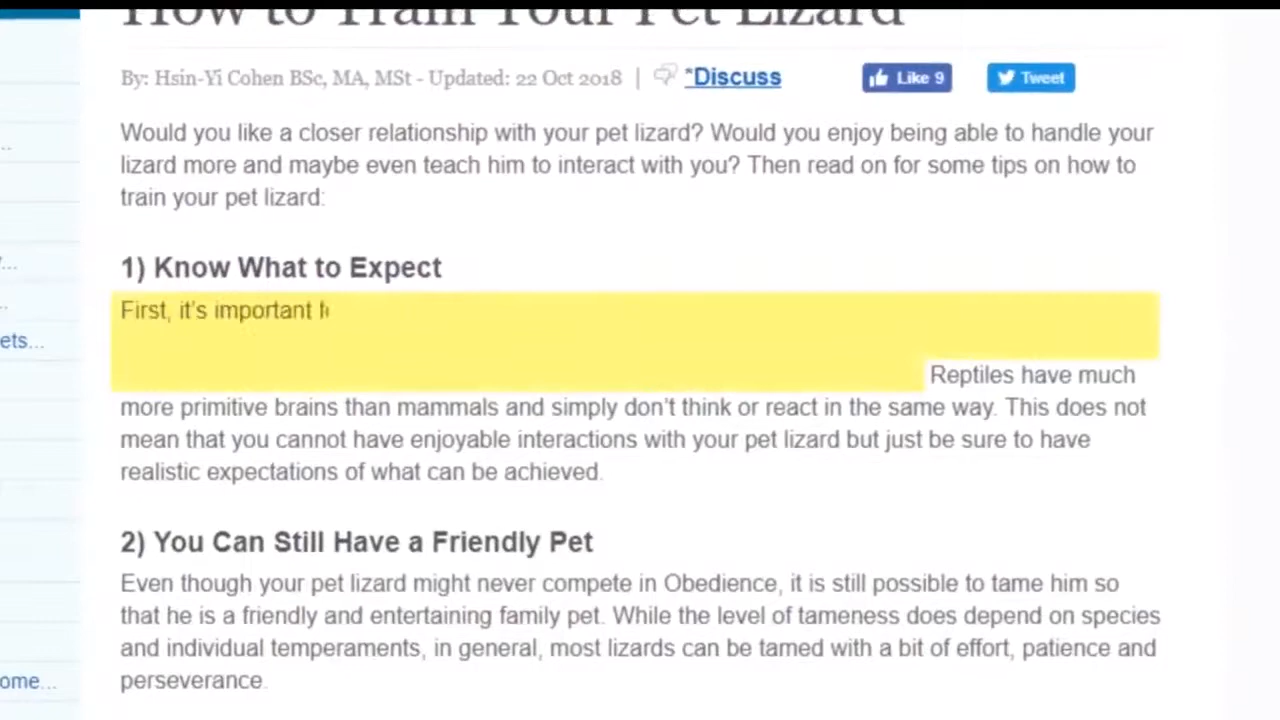 How to Train Your Pet Lizard
By: Hsin-Yi Cohen BSc, MA, MSt - Updated: 22 Oct 2018 | *Discuss
Like 9
Tweet
Would you like a closer relationship with your pet lizard? Would you enjoy being able to handle your
lizard more and maybe even teach him to interact with you? Then read on for some tips on how to
train your pet lizard:
1) Know What to Expect
First, it's important
Reptiles have much
more primitive brains than mammals and simply don't think or react in the same way. This does not
mean that you cannot have enjoyable interactions with your pet lizard but just be sure to have
realistic expectations of what can be achieved.
2) You Can Still Have a Friendly Pet
Even though your pet lizard might never compete in Obedience, it is still possible to tame him so
that he is a friendly and entertaining family pet. While the level of tameness does depend on species
and individual temperaments, in general, most lizards can be tamed with a bit of effort, patience and
perseverance.
ets...
ome...